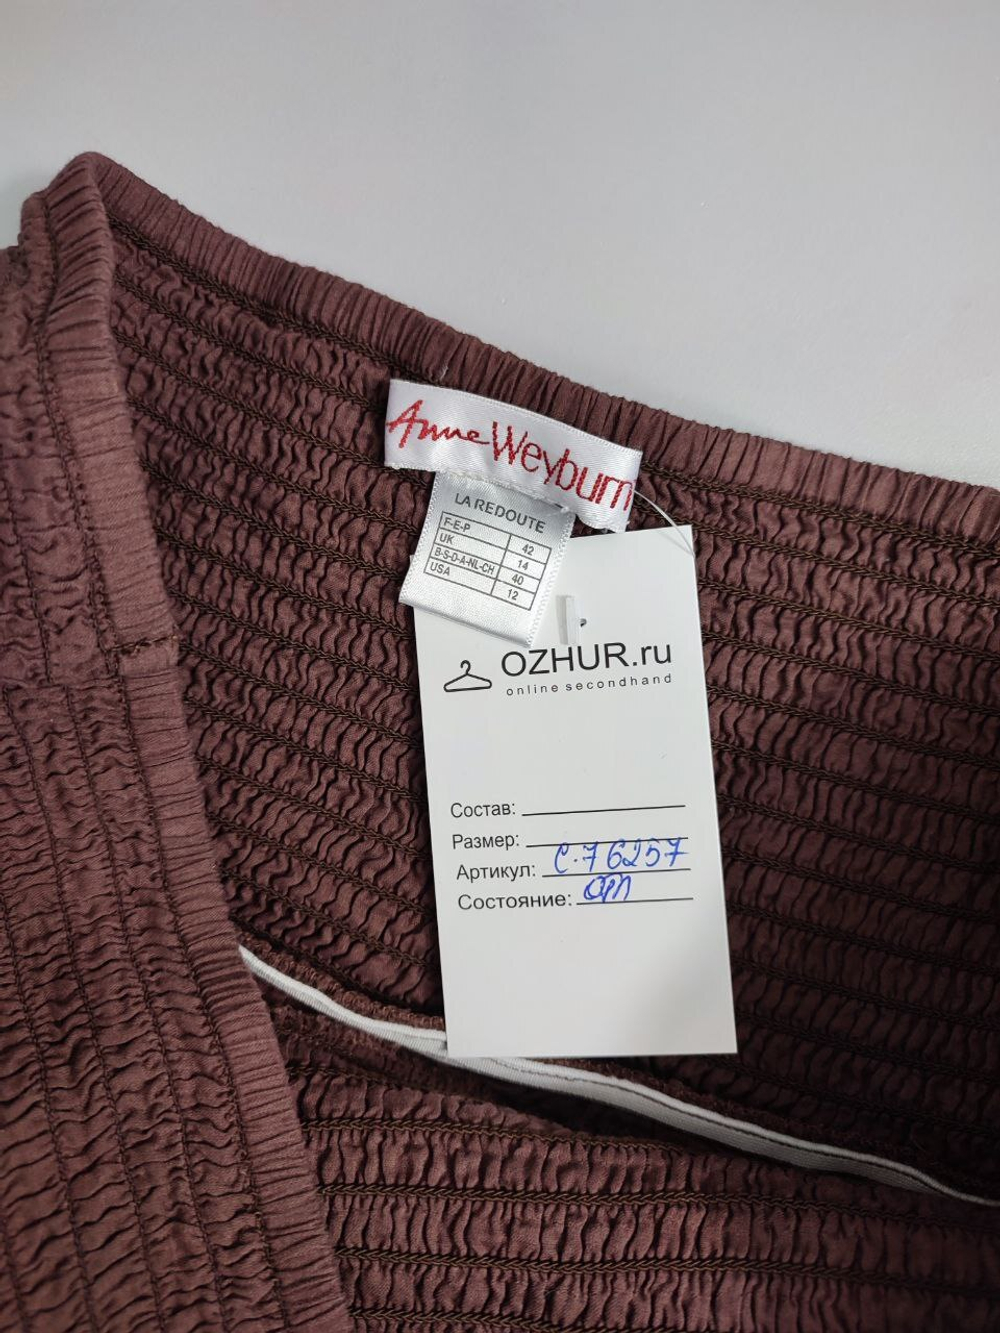 Anne Weyburn
LA REDOUTE
F-E-P 42
UK 14
B-S-D-A-NL-CH 40
USA 12
OZHUR.ru
online secondhand
Состав:
Размер:
Артикул: С-76257
Состояние: отл